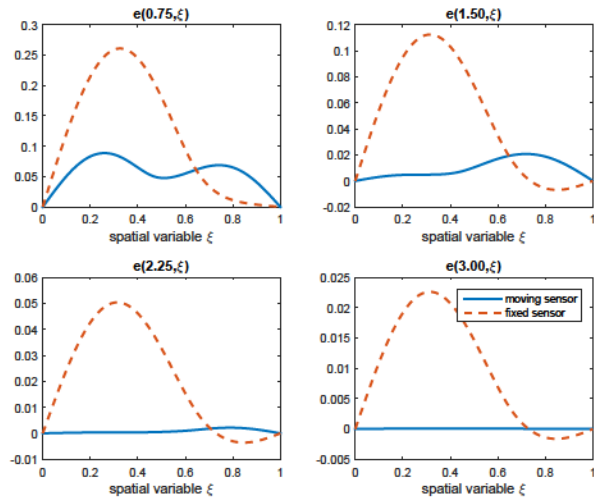 e(0.75,ξ)
0.3
0.25
0.2
0.15
0.1
0.05
0
0 0.2 0.4 0.6 0.8 1
spatial variable ξ
e(1.50,ξ)
0.12
0.1
0.08
0.06
0.04
0.02
0
-0.02
0 0.2 0.4 0.6 0.8 1
spatial variable ξ
e(2.25,ξ)
0.06
0.05
0.04
0.03
0.02
0.01
0
-0.01
0 0.2 0.4 0.6 0.8 1
spatial variable ξ
e(3.00,ξ)
0.025
0.02
0.015
0.01
0.005
0
-0.005
moving sensor
fixed sensor
0 0.2 0.4 0.6 0.8 1
spatial variable ξ